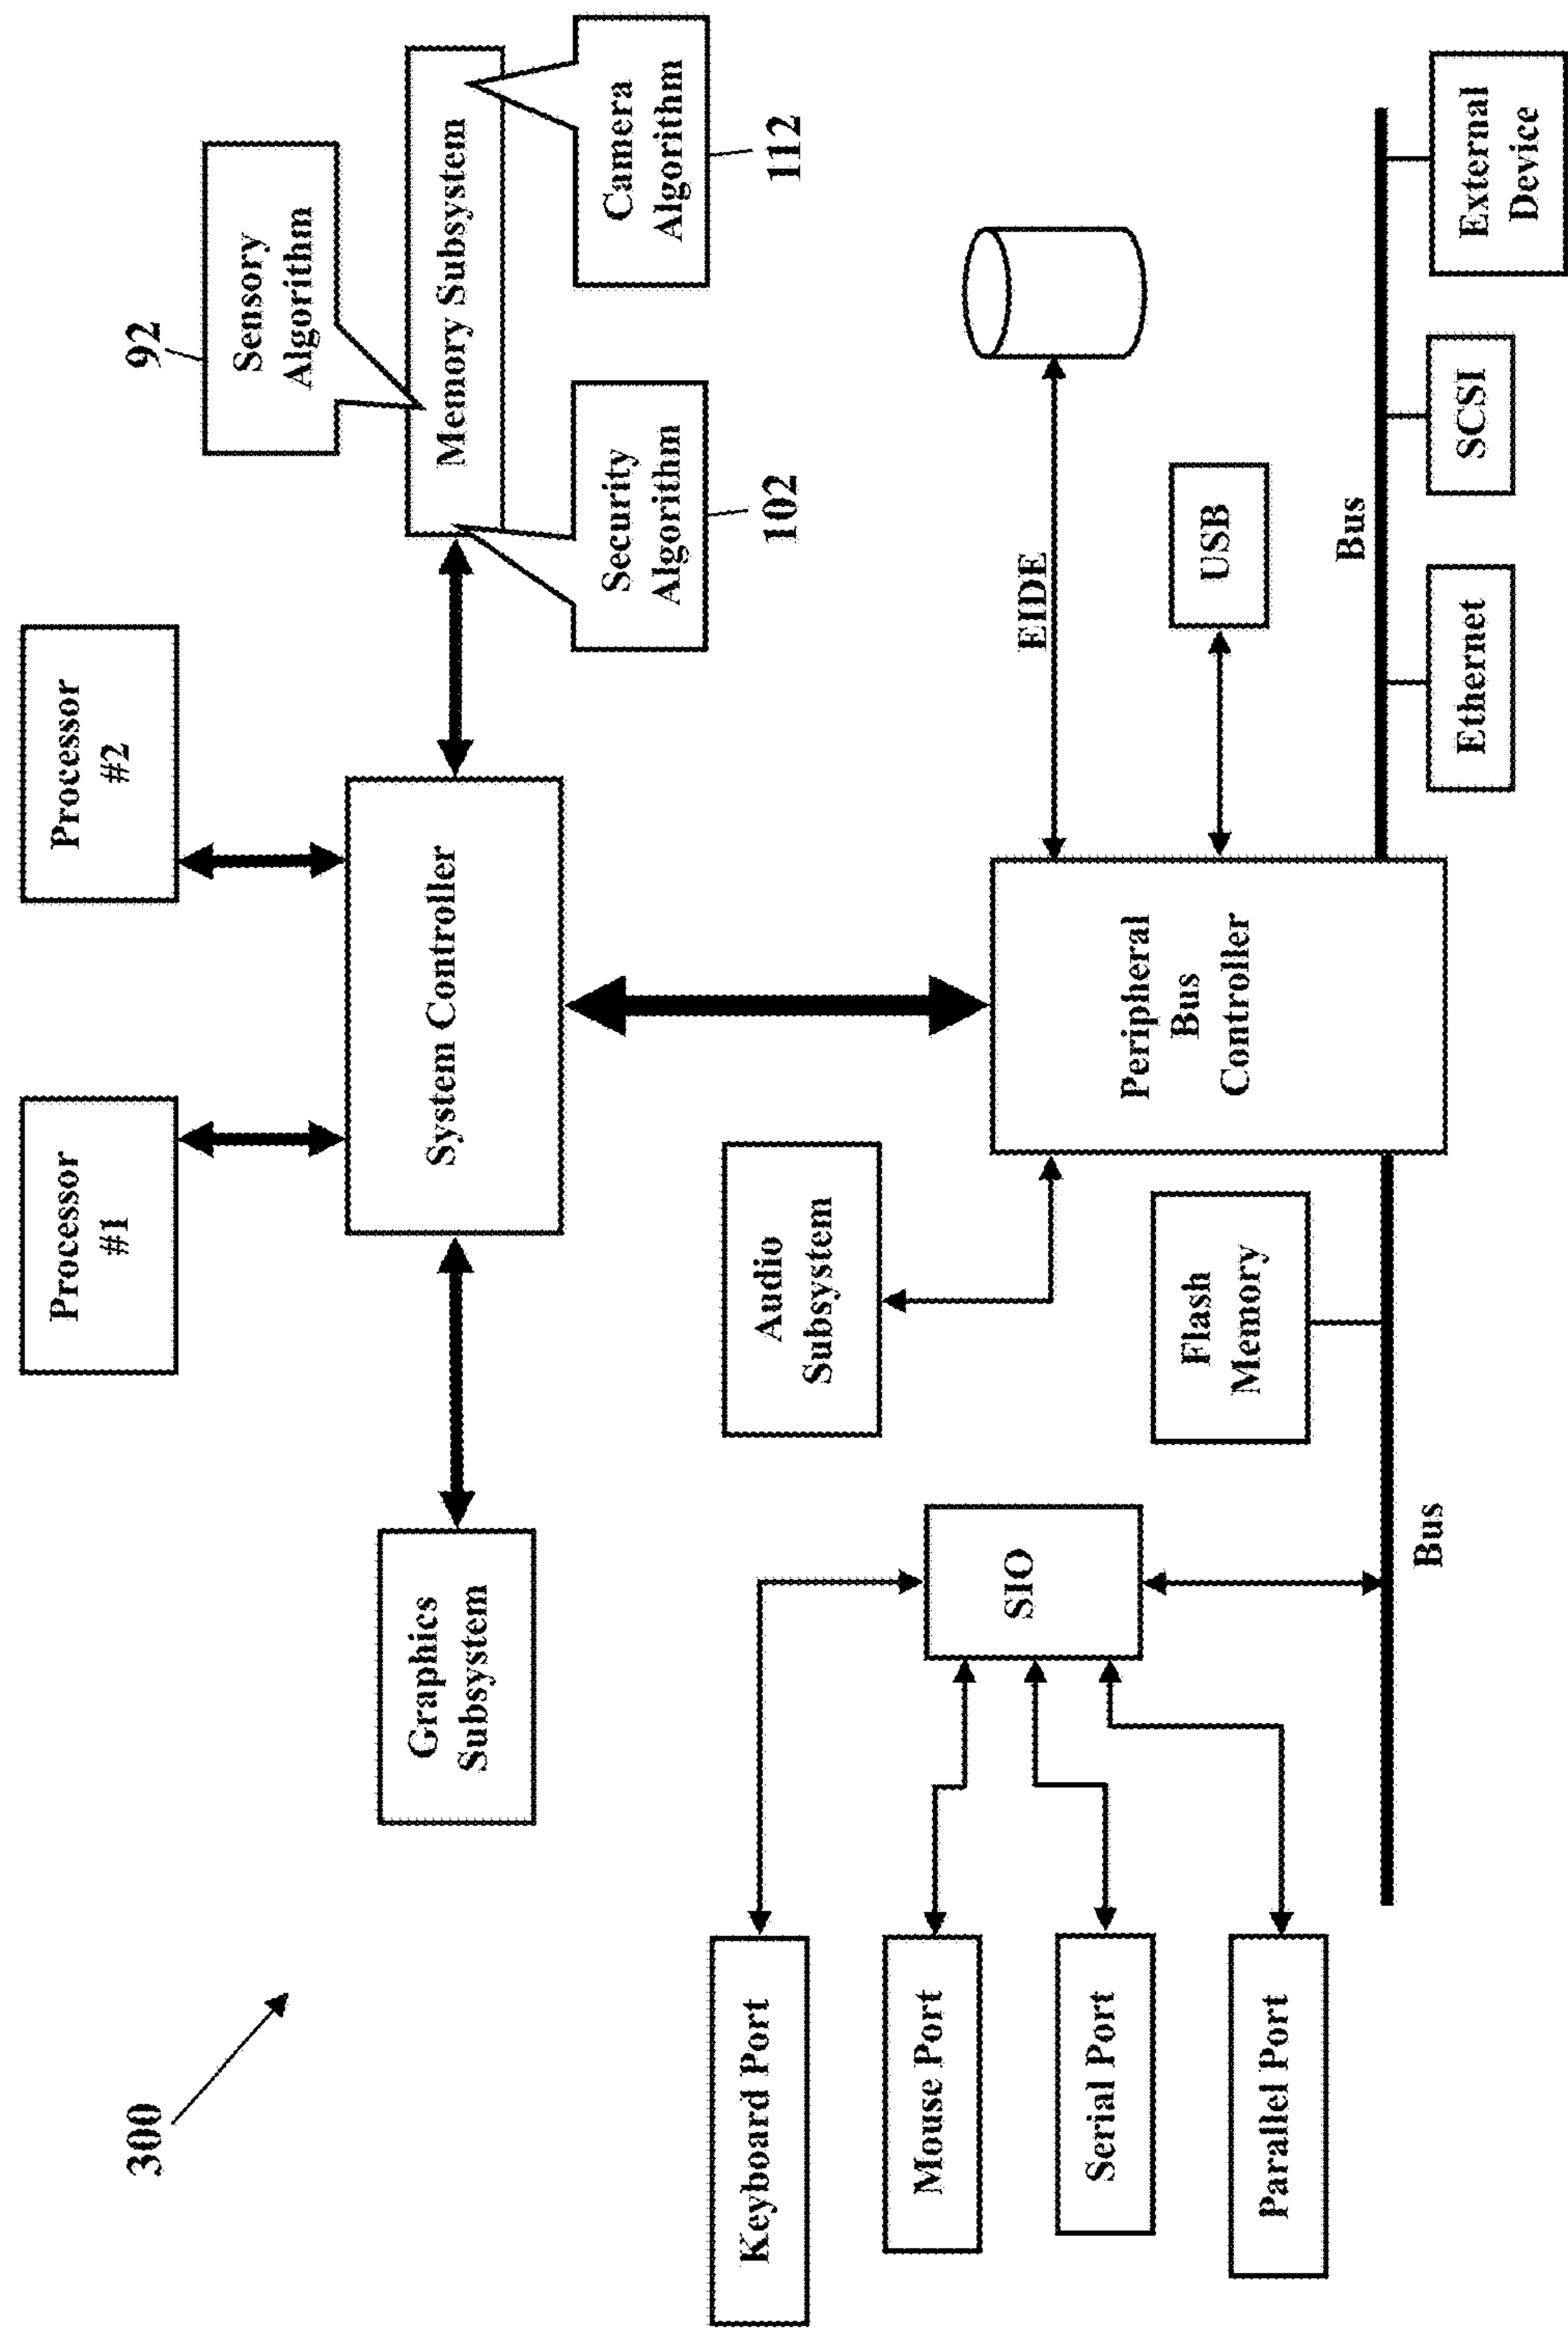 300
Processor
#1
Processor
#2
92
Sensory
Algorithm
Graphics
Subsystem
System Controller
Memory Subsystem
Security
Algorithm
102
Camera
Algorithm
112
Keyboard Port
Mouse Port
Serial Port
Parallel Port
SIO
Audio
Subsystem
Flash
Memory
Peripheral
Bus
Controller
EIDE
USB
Bus
Bus
Ethernet
SCSI
External
Device